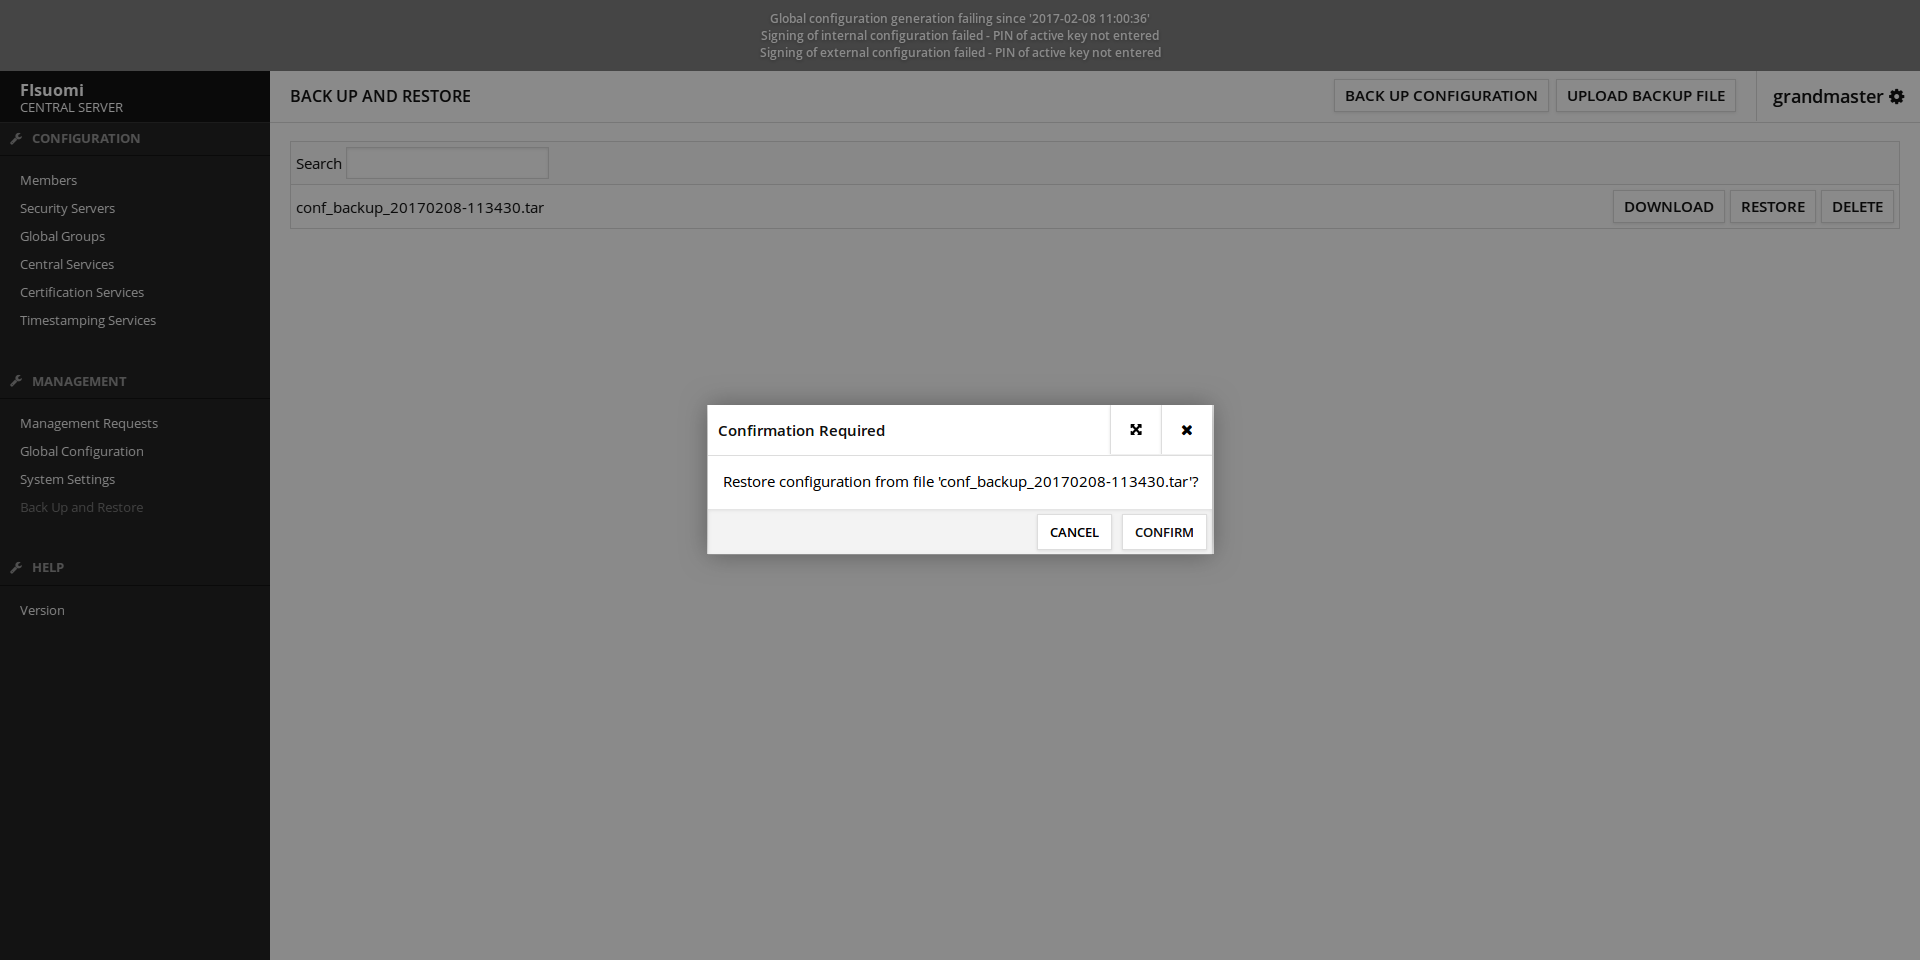 Global configuration generation failing since '2017-02-08 11:00:36'
Signing of internal configuration failed - PIN of active key not entered
Signing of external configuration failed - PIN of active key not entered
FIsuomi
CENTRAL SERVER
BACK UP AND RESTORE
BACK UP CONFIGURATION
UPLOAD BACKUP FILE
grandmaster
CONFIGURATION
Members
Security Servers
Global Groups
Central Services
Certification Services
Timestamping Services
MANAGEMENT
Management Requests
Global Configuration
System Settings
Back Up and Restore
HELP
Version
Search
conf_backup_20170208-113430.tar
DOWNLOAD
RESTORE
DELETE
Confirmation Required
Restore configuration from file 'conf_backup_20170208-113430.tar'?
CANCEL
CONFIRM